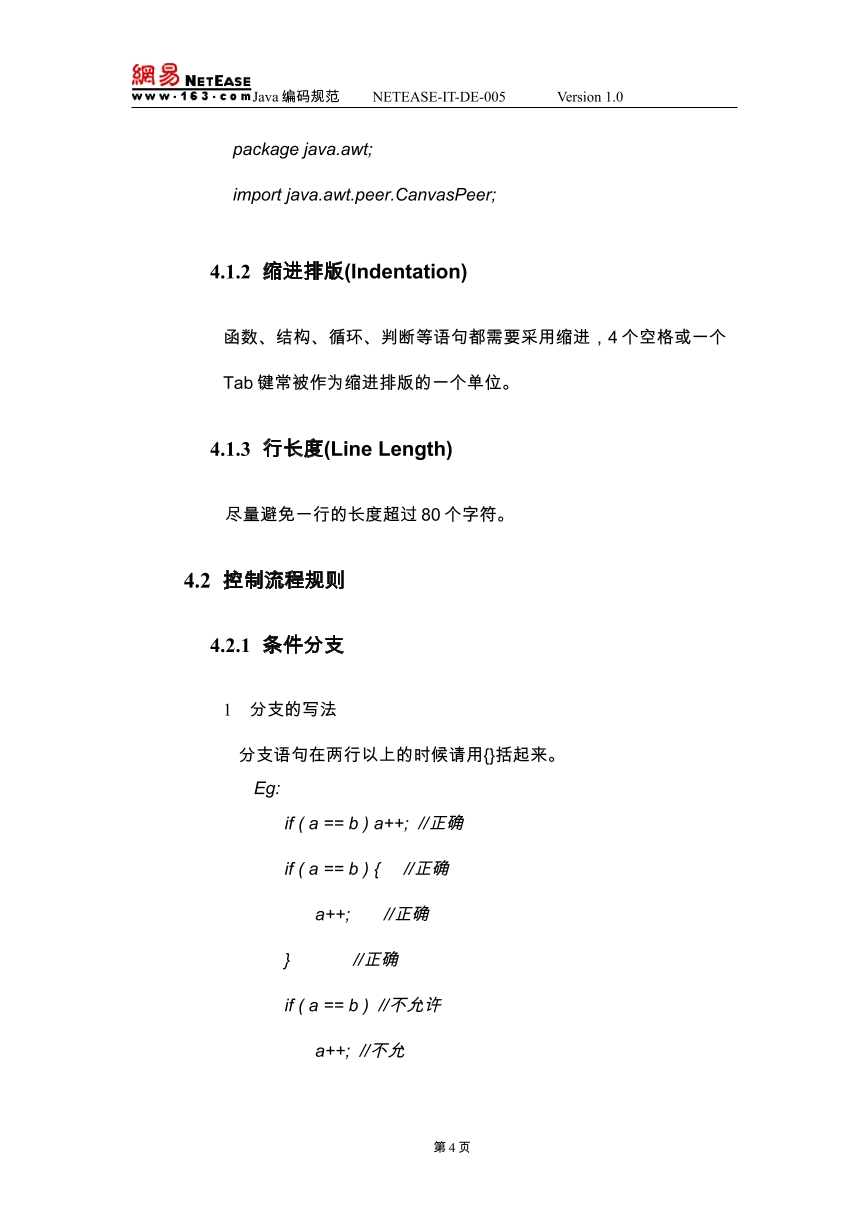 網易 NETEASE
www.163.com Java 编码规范 NETEASE-IT-DE-005 Version 1.0
package java.awt;
import java.awt.peer.CanvasPeer;
4.1.2 缩进排版(Indentation)
函数、结构、循环、判断等语句都需要采用缩进，4 个空格或一个
Tab 键常被作为缩进排版的一个单位。
4.1.3 行长度(Line Length)
尽量避免一行的长度超过 80 个字符。
4.2 控制流程规则
4.2.1 条件分支
1 分支的写法
分支语句在两行以上的时候请用{}括起来。
Eg:
if ( a == b ) a++; //正确
if ( a == b ) { //正确
a++; //正确
} //正确
if ( a == b ) //不允许
a++; //不允
第 4 页